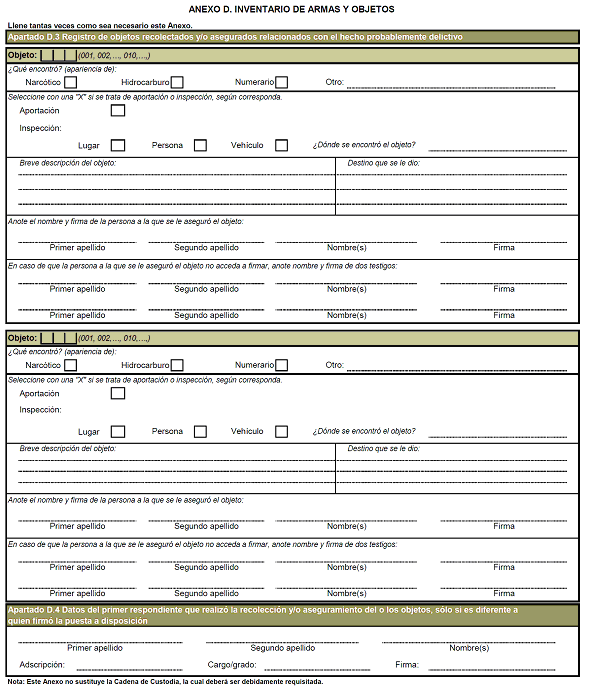 ANEXO D. INVENTARIO DE ARMAS Y OBJETOS
Llene tantas veces como sea necesario este Anexo.
Apartado D.3 Registro de objetos recolectados y/o asegurados relacionados con el hecho probablemente delictivo
Objeto: (001, 002,..., 010,...,)
¿Qué encontró? (apariencia de):
Narcótico Hidrocarburo Numerario Otro:
Seleccione con una "X" si se trata de aportación o inspección, según corresponda.
Aportación
Inspección:
Lugar Persona Vehículo ¿Dónde se encontró el objeto?
Breve descripción del objeto: Destino que se le dio:
Anote el nombre y firma de la persona a la que se le aseguró el objeto:
Primer apellido Segundo apellido Nombre(s) Firma
En caso de que la persona a la que se le aseguró el objeto no acceda a firmar, anote nombre y firma de dos testigos:
Primer apellido Segundo apellido Nombre(s) Firma
Primer apellido Segundo apellido Nombre(s) Firma
Objeto: (001, 002,..., 010,...,)
¿Qué encontró? (apariencia de):
Narcótico Hidrocarburo Numerario Otro:
Seleccione con una "X" si se trata de aportación o inspección, según corresponda.
Aportación
Inspección:
Lugar Persona Vehículo ¿Dónde se encontró el objeto?
Breve descripción del objeto: Destino que se le dio:
Anote el nombre y firma de la persona a la que se le aseguró el objeto:
Primer apellido Segundo apellido Nombre(s) Firma
En caso de que la persona a la que se le aseguró el objeto no acceda a firmar, anote nombre y firma de dos testigos:
Primer apellido Segundo apellido Nombre(s) Firma
Primer apellido Segundo apellido Nombre(s) Firma
Apartado D.4 Datos del primer respondiente que realizó la recolección y/o aseguramiento del o los objetos, sólo si es diferente a
quien firmó la puesta a disposición
Primer apellido Segundo apellido Nombre(s)
Adscripción: Cargo/grado: Firma:
Nota: Este Anexo no sustituye la Cadena de Custodia, la cual deberá ser debidamente requisitada.